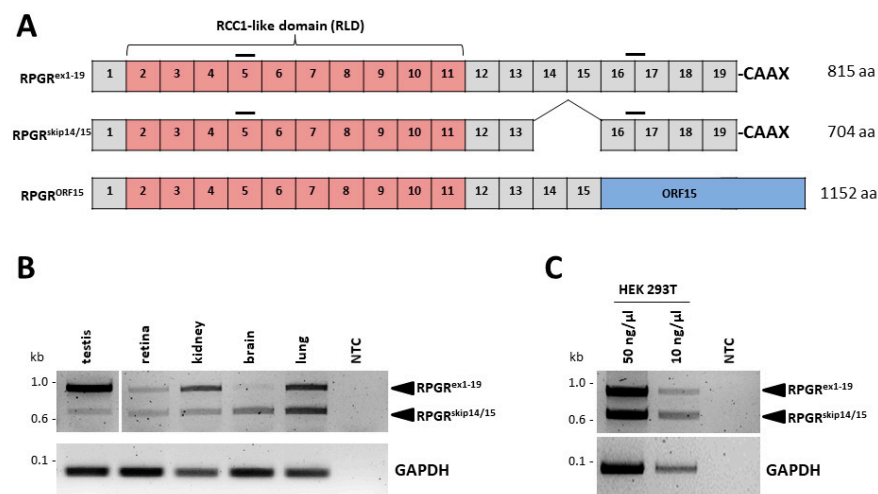 A
RCC1-like domain (RLD)
RPGRex1-19 1 2 3 4 5 6 7 8 9 10 11 12 13 14 15 16 17 18 19 -CAAX 815 aa
RPGRskip14/15 1 2 3 4 5 6 7 8 9 10 11 12 13 16 17 18 19 -CAAX 704 aa
RPGRORF15 1 2 3 4 5 6 7 8 9 10 11 12 13 14 15 ORF15 1152 aa
B
kb testis retina kidney brain lung NTC
1.0 - RPGRex1-19
0.6 - RPGRskip14/15
0.1 - GAPDH
C
HEK 293T
kb 50 ng/µl 10 ng/µl NTC
1.0 - RPGRex1-19
0.6 - RPGRskip14/15
0.1 - GAPDH